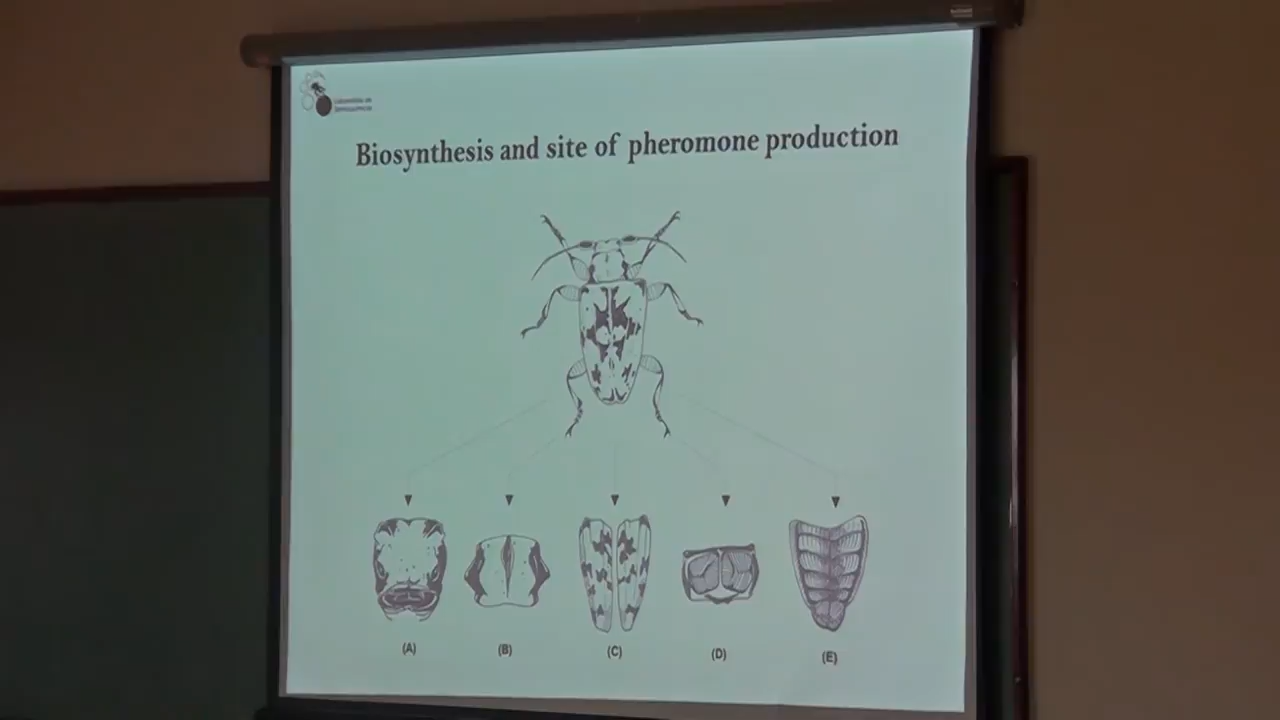 Biosynthesis and site of pheromone production
(A)
(B)
(C)
(D)
(E)